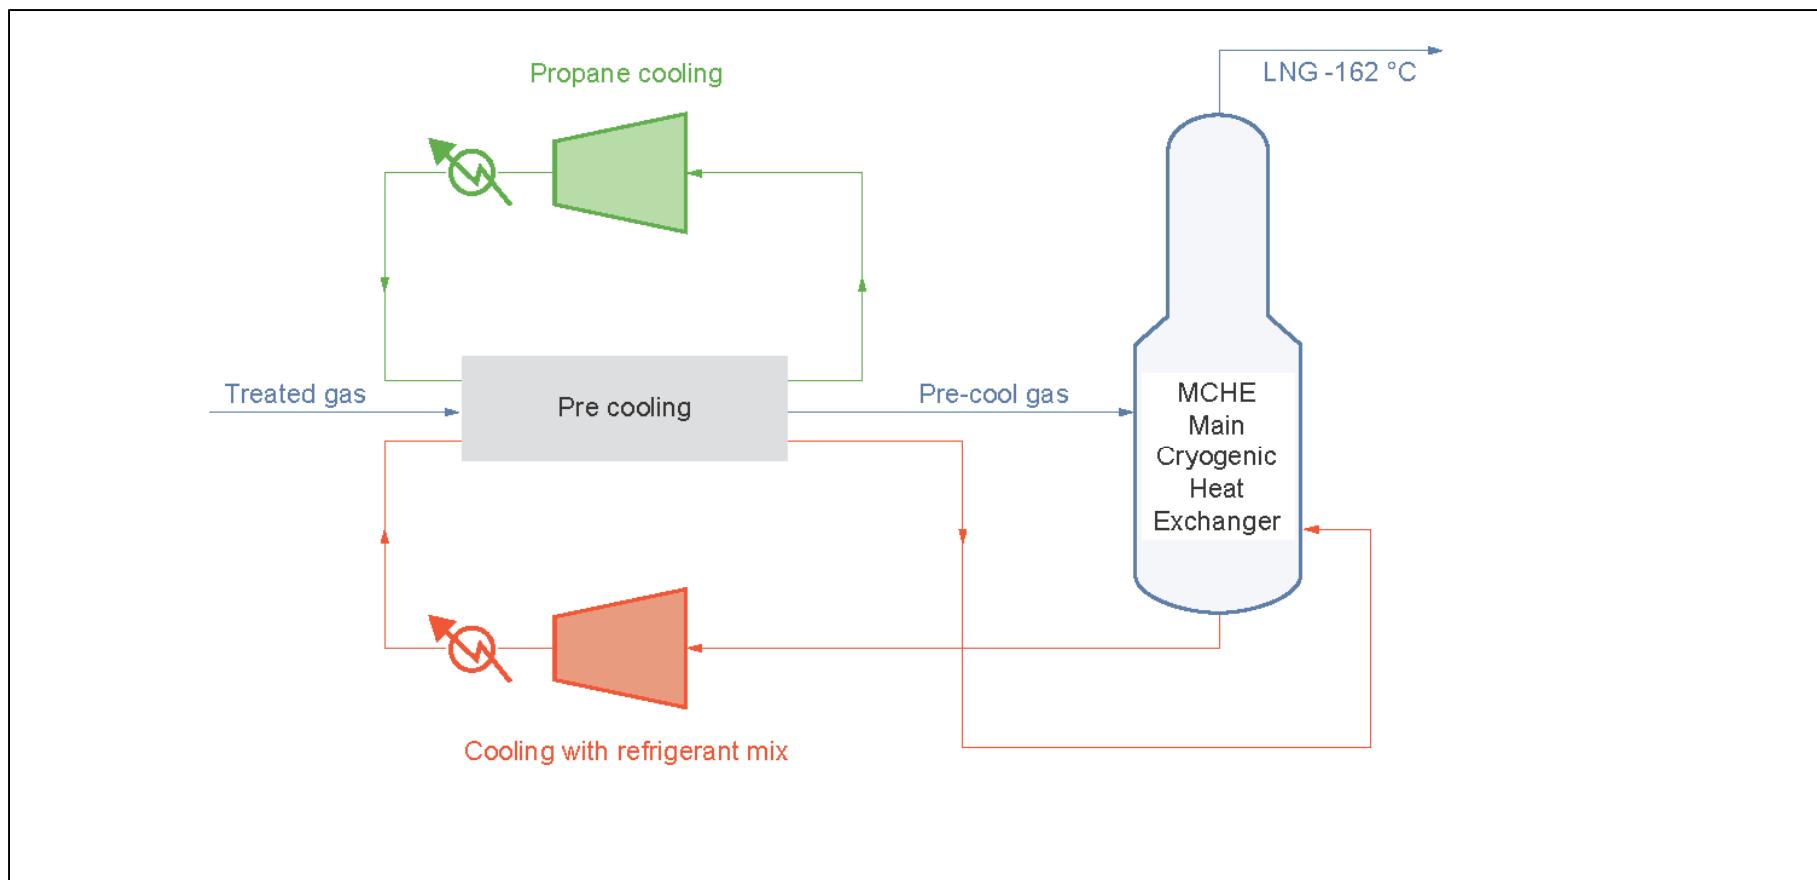 Propane cooling
LNG -162 °C
Treated gas
Pre cooling
Pre-cool gas
MCHE
Main
Cryogenic
Heat
Exchanger
Cooling with refrigerant mix